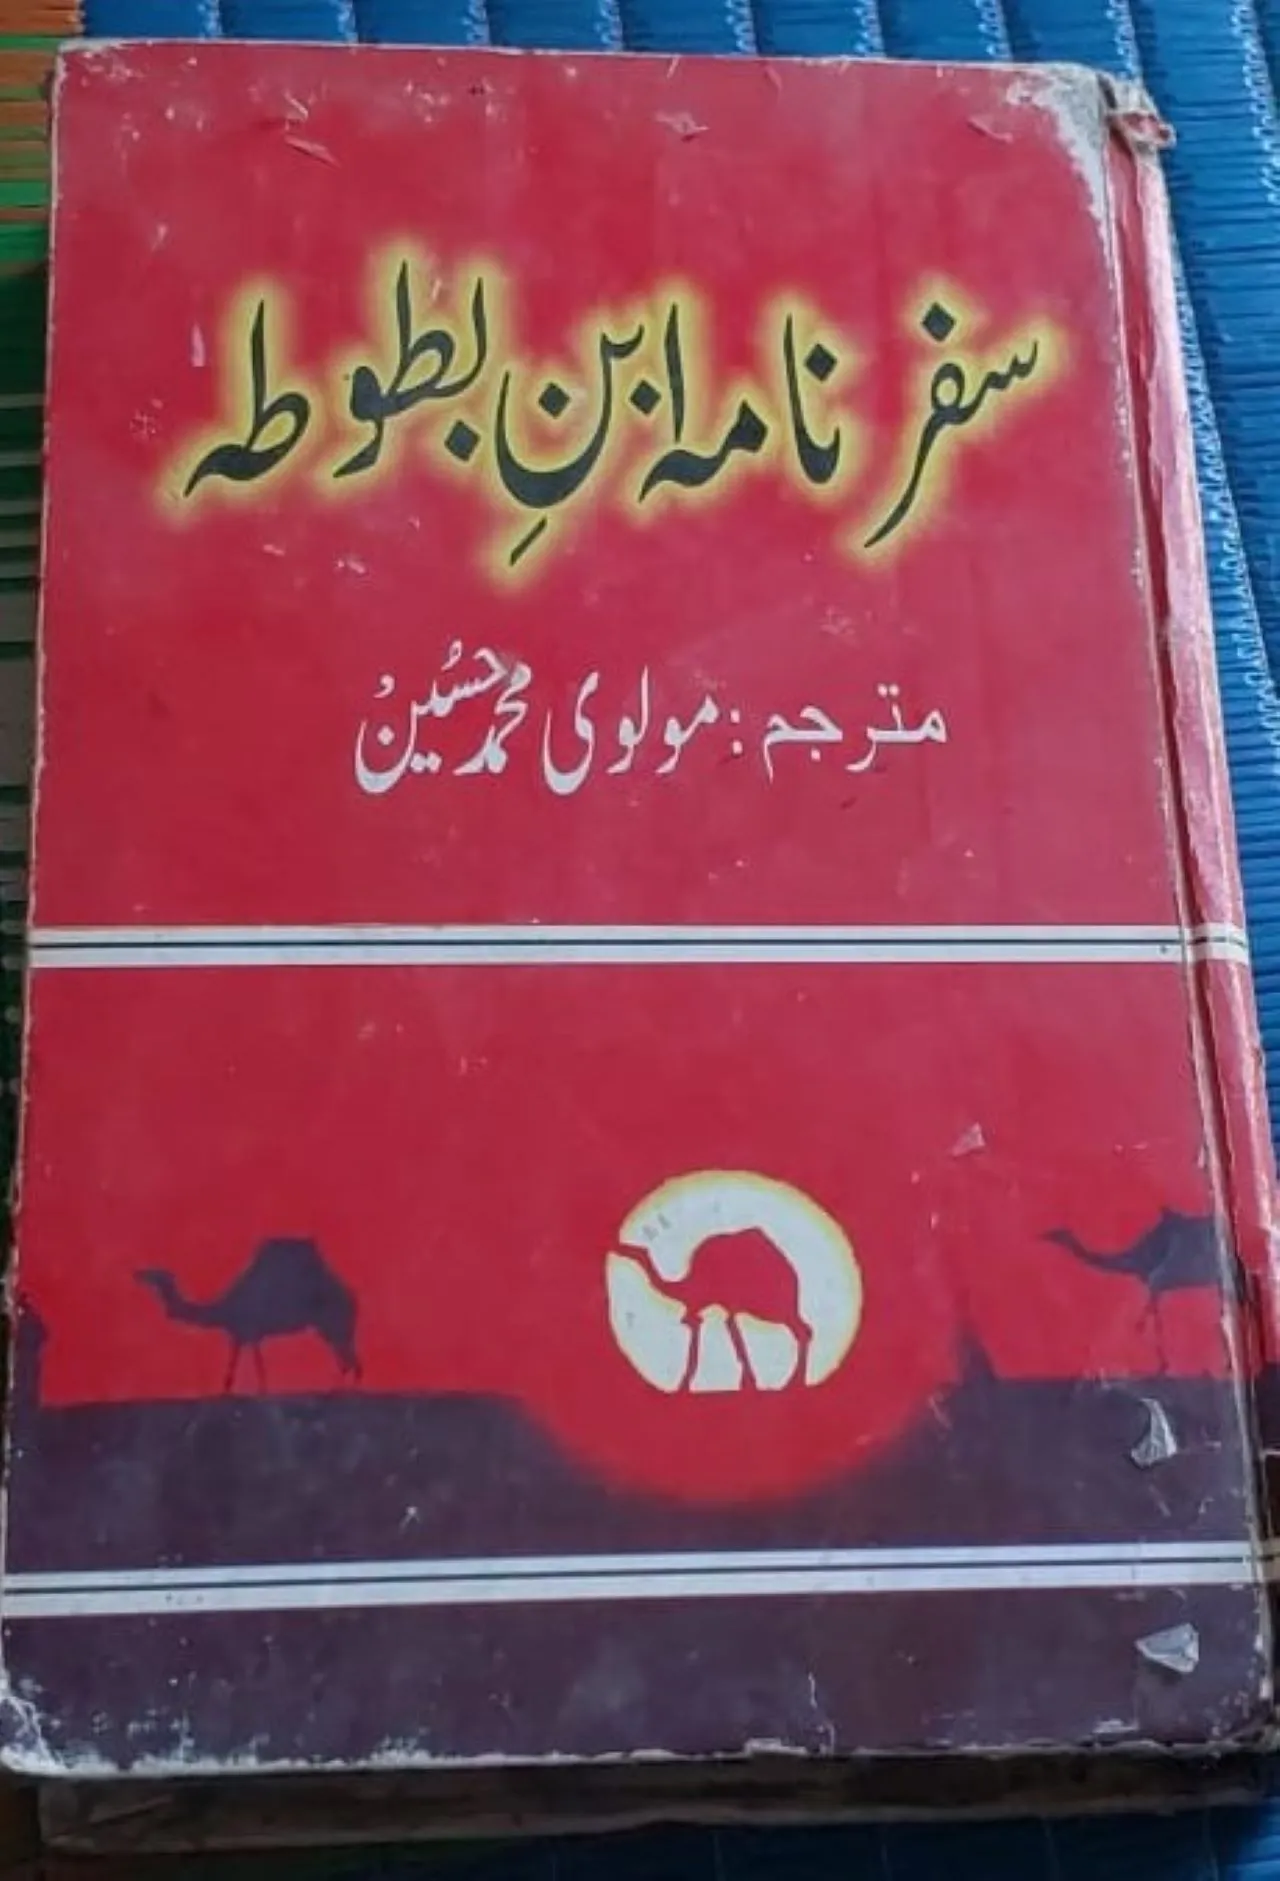 سفر نامہ ابنِ بطوطہ
مترجم : مولوی محمد حسین